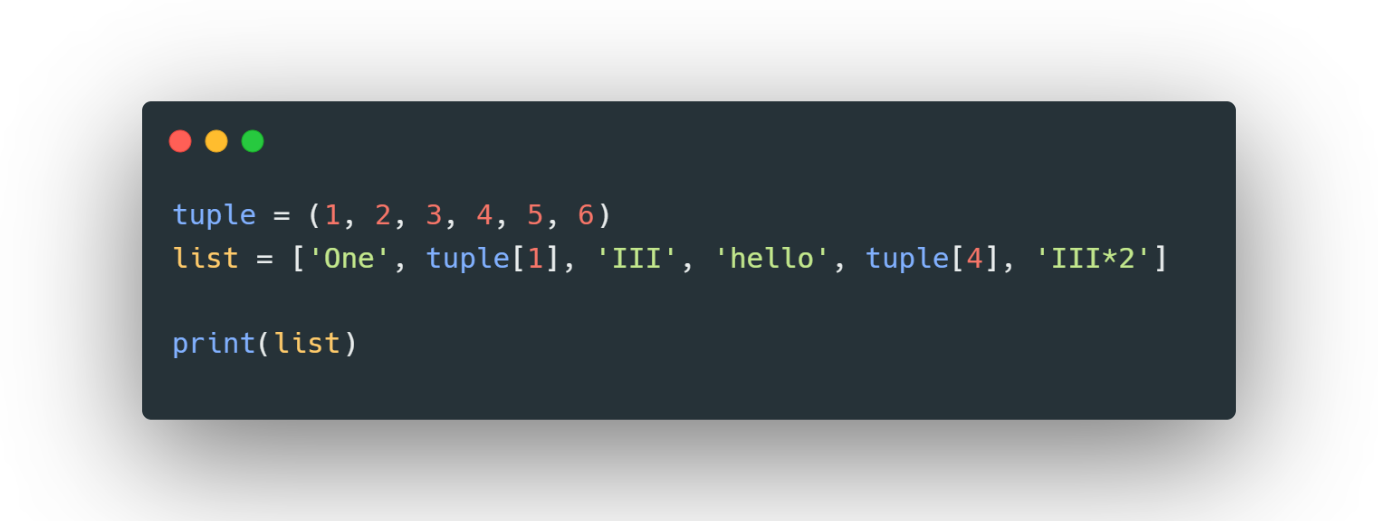 tuple = (1, 2, 3, 4, 5, 6)
list = ['One', tuple[1], 'III', 'hello', tuple[4], 'III*2']
print(list)